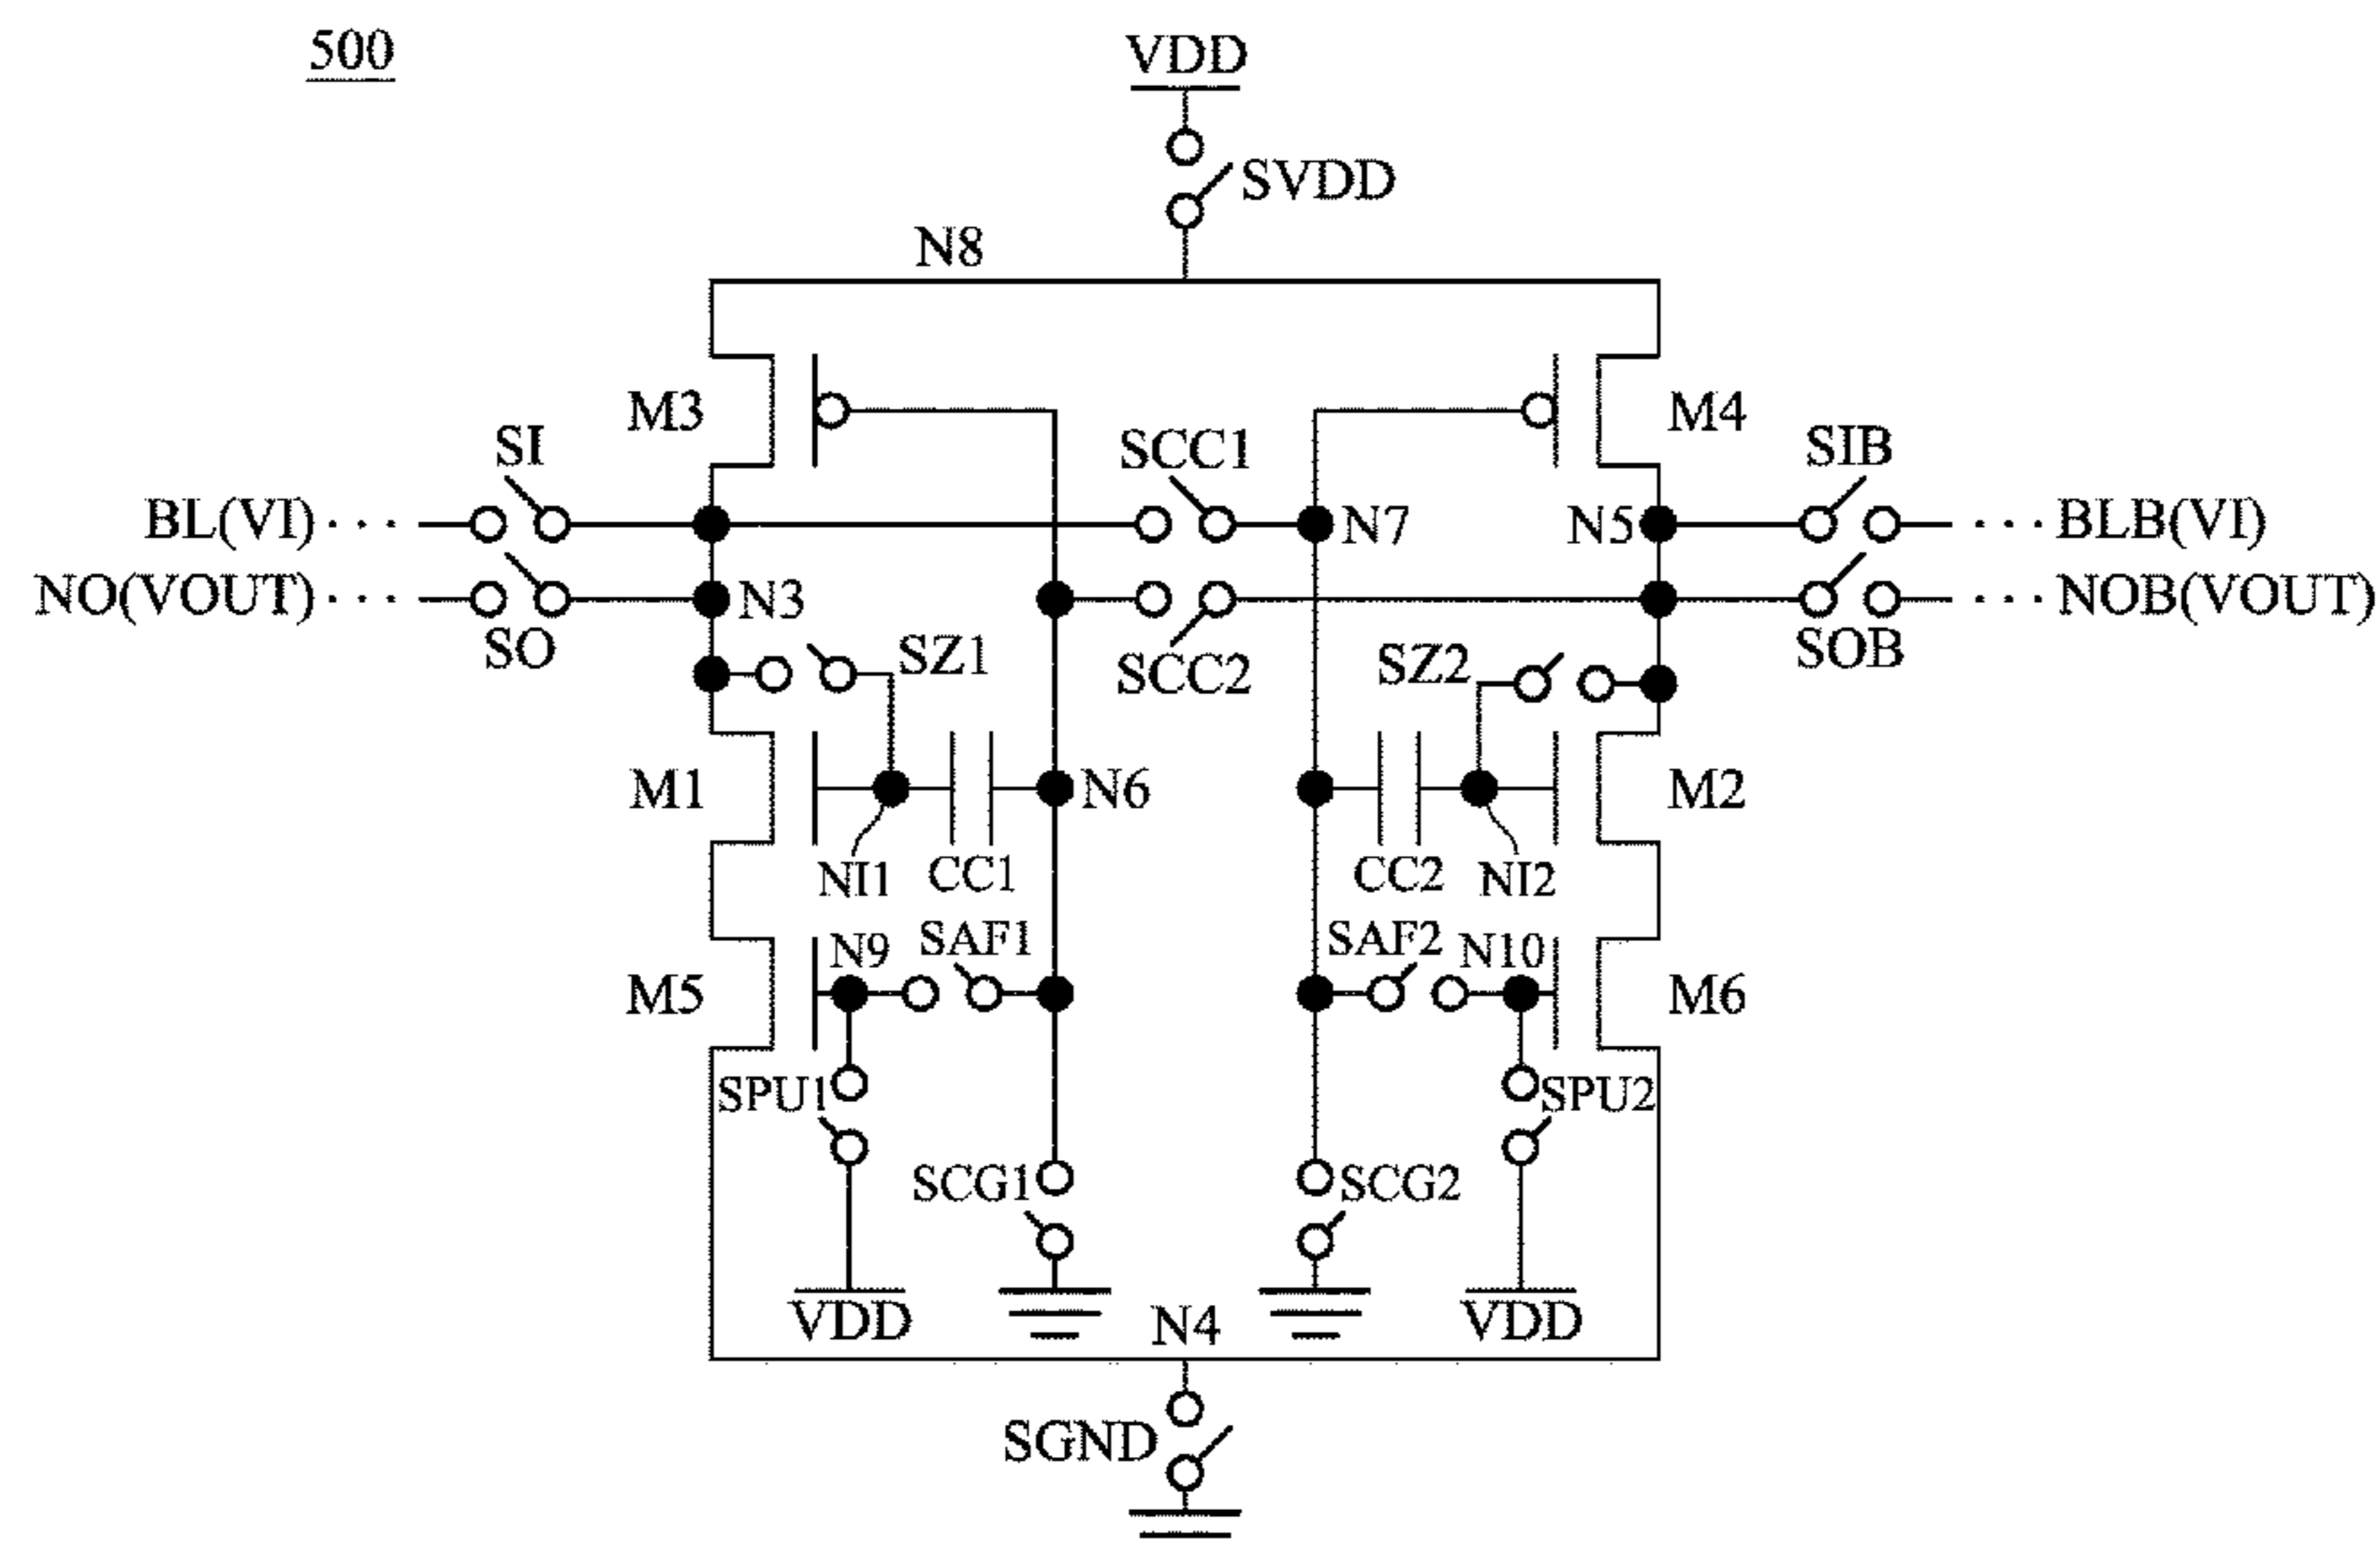 500
VDD
SVDD
N8
M3
M4
SI
SCC1
SIB
BL(VI)
N7
N5
BLB(VI)
NO(VOUT)
N3
NOB(VOUT)
SO
SZ1
SCC2
SZ2
SOB
M1
N6
M2
NI1
CC1
CC2
NI2
N9
SAF1
SAF2
N10
M5
M6
SPU1
SPU2
SCG1
SCG2
VDD
N4
VDD
SGND